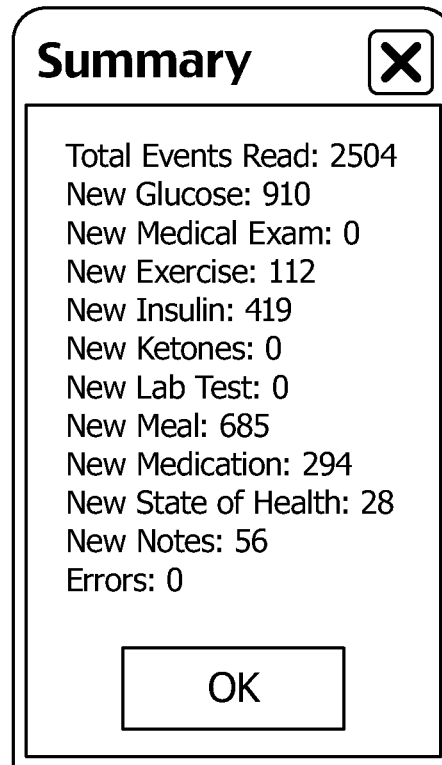 Summary
Total Events Read: 2504
New Glucose: 910
New Medical Exam: 0
New Exercise: 112
New Insulin: 419
New Ketones: 0
New Lab Test: 0
New Meal: 685
New Medication: 294
New State of Health: 28
New Notes: 56
Errors: 0
OK